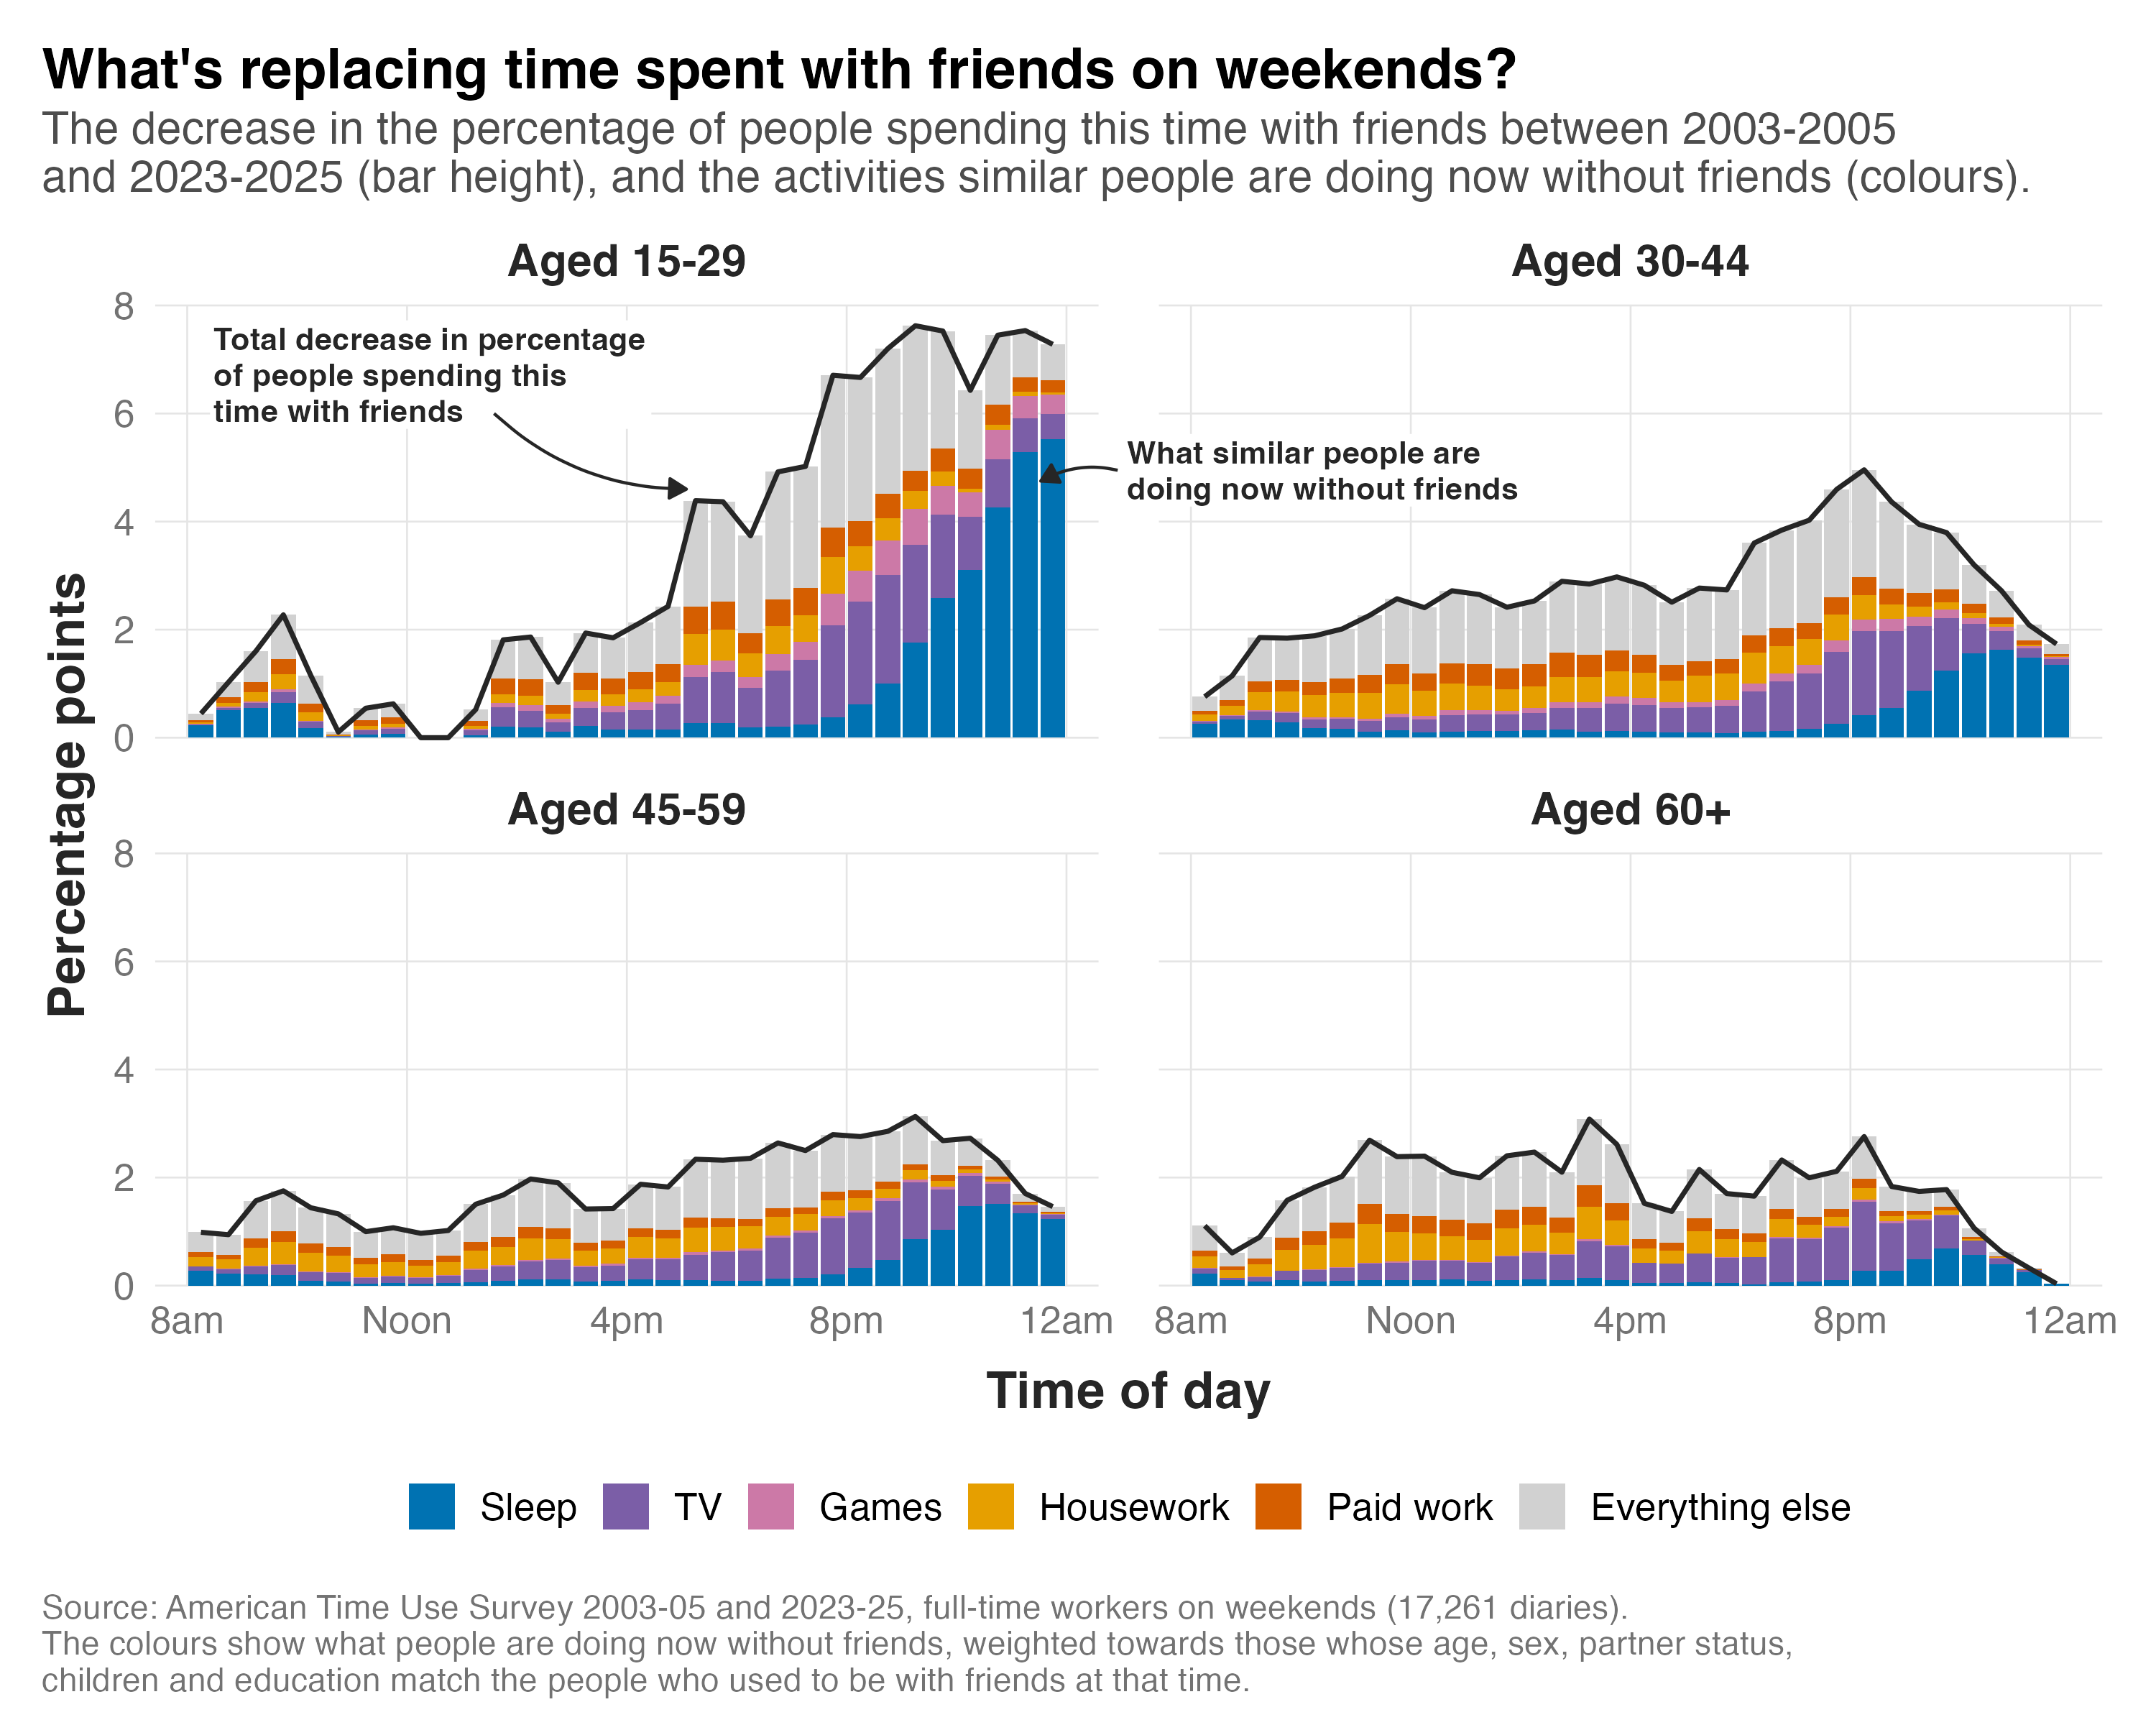 What's replacing time spent with friends on weekends?
The decrease in the percentage of people spending this time with friends between 2003-2005
and 2023-2025 (bar height), and the activities similar people are doing now without friends (colours).
Aged 15-29
Aged 30-44
8
6
4
2
0
Total decrease in percentage
of people spending this
time with friends
What similar people are
doing now without friends
Percentage points
Aged 45-59
Aged 60+
8
6
4
2
0
8am Noon 4pm 8pm 12am 8am Noon 4pm 8pm 12am
Time of day
Sleep TV Games Housework Paid work Everything else
Source: American Time Use Survey 2003-05 and 2023-25, full-time workers on weekends (17,261 diaries).
The colours show what people are doing now without friends, weighted towards those whose age, sex, partner status,
children and education match the people who used to be with friends at that time.